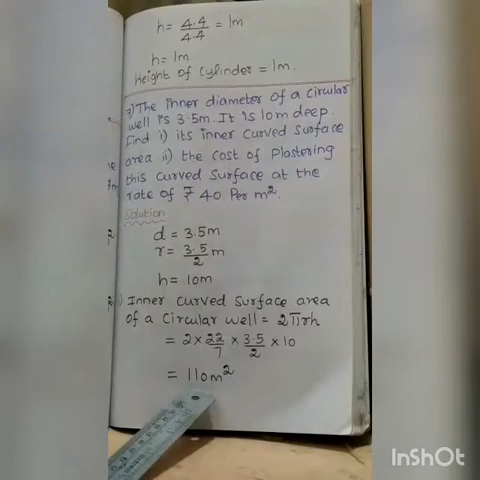 h = 4.4/4.4 = 1m
h = 1m
Height of cylinder = 1m.
7) The inner diameter of a circular
well is 3.5m. It is 10m deep.
Find i) its inner curved surface
area ii) the cost of Plastering
this curved surface at the
rate of ₹ 40 Per m².
Solution
d = 3.5m
r = 3.5/2 m
h = 10m
i) Inner curved surface area
of a circular well = 2πrh
= 2 × 22/7 × 3.5/2 × 10
= 110m²
InShOt